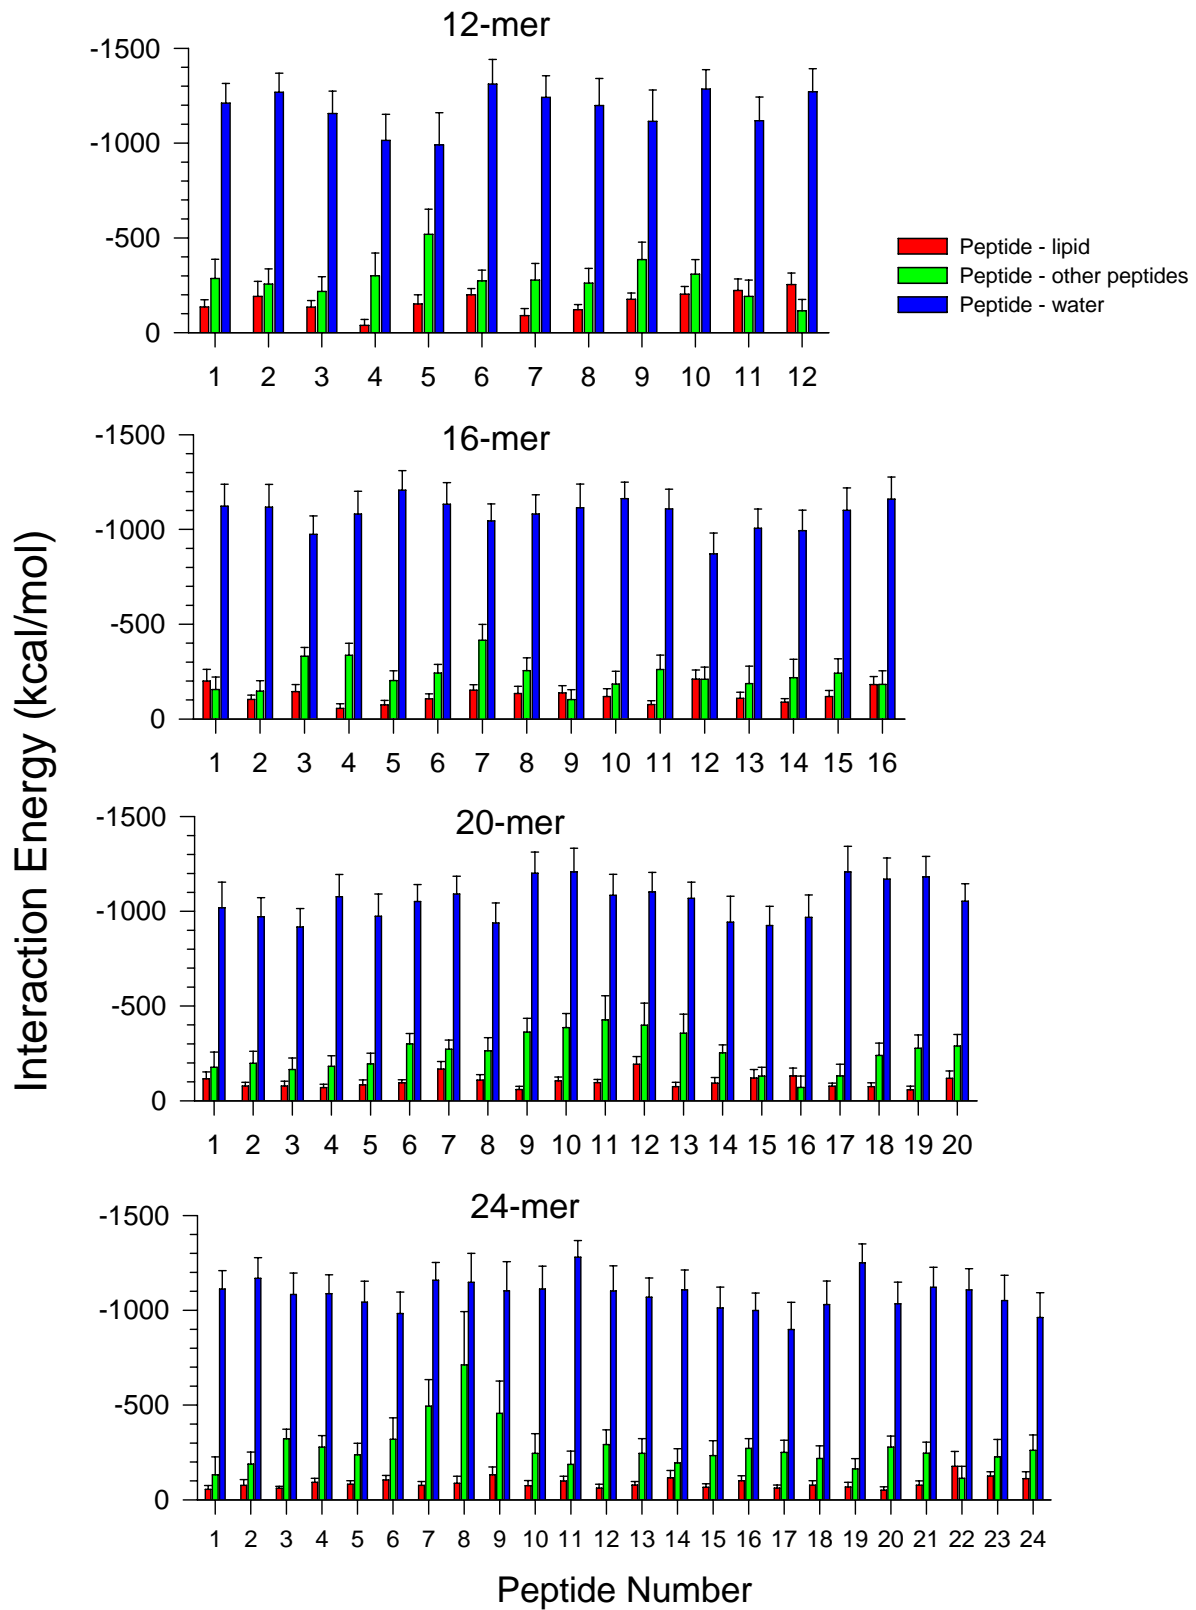 12-mer
-1500
-1000
-500
0
1 2 3 4 5 6 7 8 9 10 11 12
Peptide - lipid
Peptide - other peptides
Peptide - water
16-mer
-1500
-1000
-500
0
1 2 3 4 5 6 7 8 9 10 11 12 13 14 15 16
Interaction Energy (kcal/mol)
20-mer
-1500
-1000
-500
0
1 2 3 4 5 6 7 8 9 10 11 12 13 14 15 16 17 18 19 20
24-mer
-1500
-1000
-500
0
1 2 3 4 5 6 7 8 9 10 11 12 13 14 15 16 17 18 19 20 21 22 23 24
Peptide Number